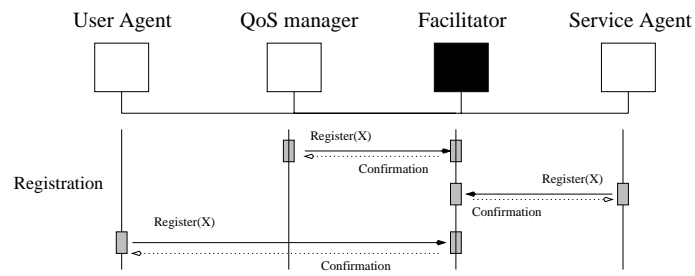 User Agent
QoS manager
Facilitator
Service Agent
Register(X)
Confirmation
Registration
Register(X)
Confirmation
Register(X)
Confirmation